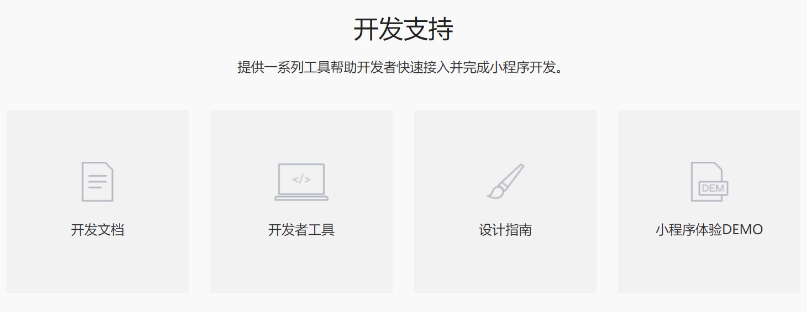 开发支持
提供一系列工具帮助开发者快速接入并完成小程序开发。
</>
DEM
开发文档
开发者工具
设计指南
小程序体验DEMO